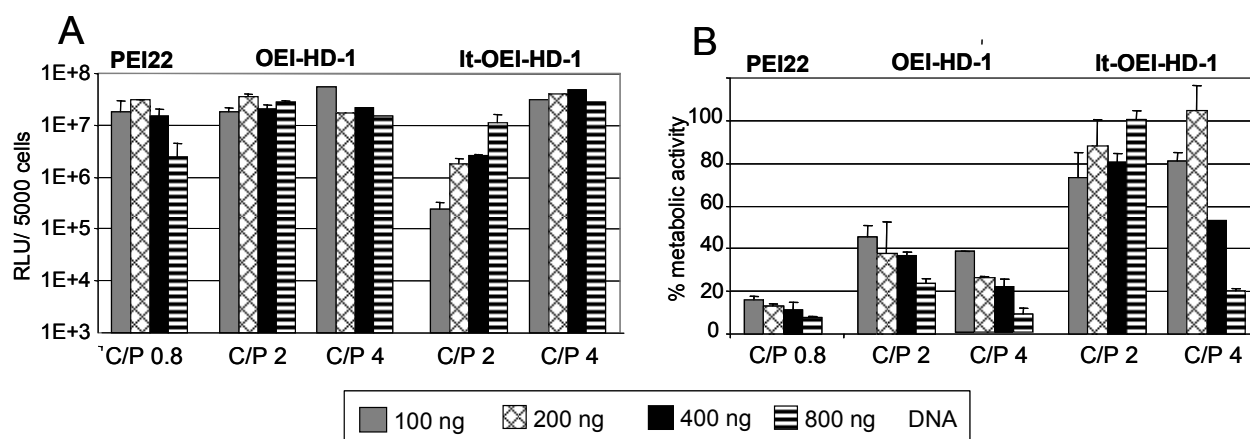 A
PEI22 OEI-HD-1 lt-OEI-HD-1
RLU/ 5000 cells
1E+8
1E+7
1E+6
1E+5
1E+4
1E+3
C/P 0.8 C/P 2 C/P 4 C/P 2 C/P 4
B
PEI22 OEI-HD-1 lt-OEI-HD-1
% metabolic activity
100
80
60
40
20
0
C/P 0.8 C/P 2 C/P 4 C/P 2 C/P 4
100 ng 200 ng 400 ng 800 ng DNA